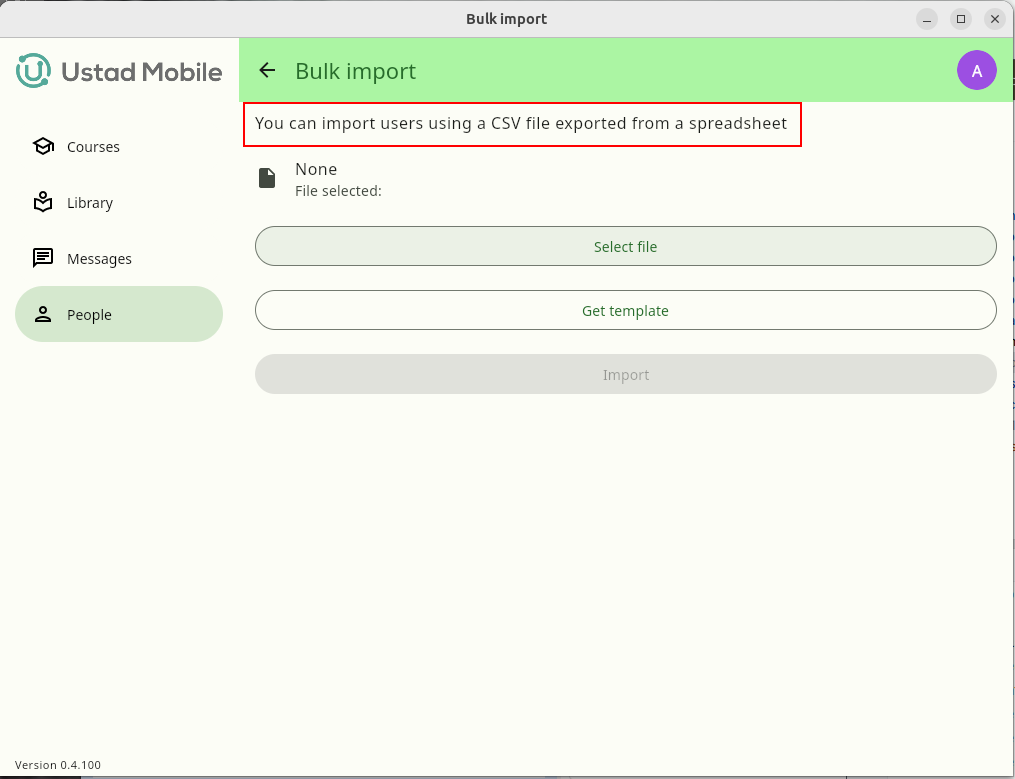 Bulk import
Ustad Mobile
Bulk import
A
You can import users using a CSV file exported from a spreadsheet
Courses
Library
Messages
People
None
File selected:
Select file
Get template
Import
Version 0.4.100